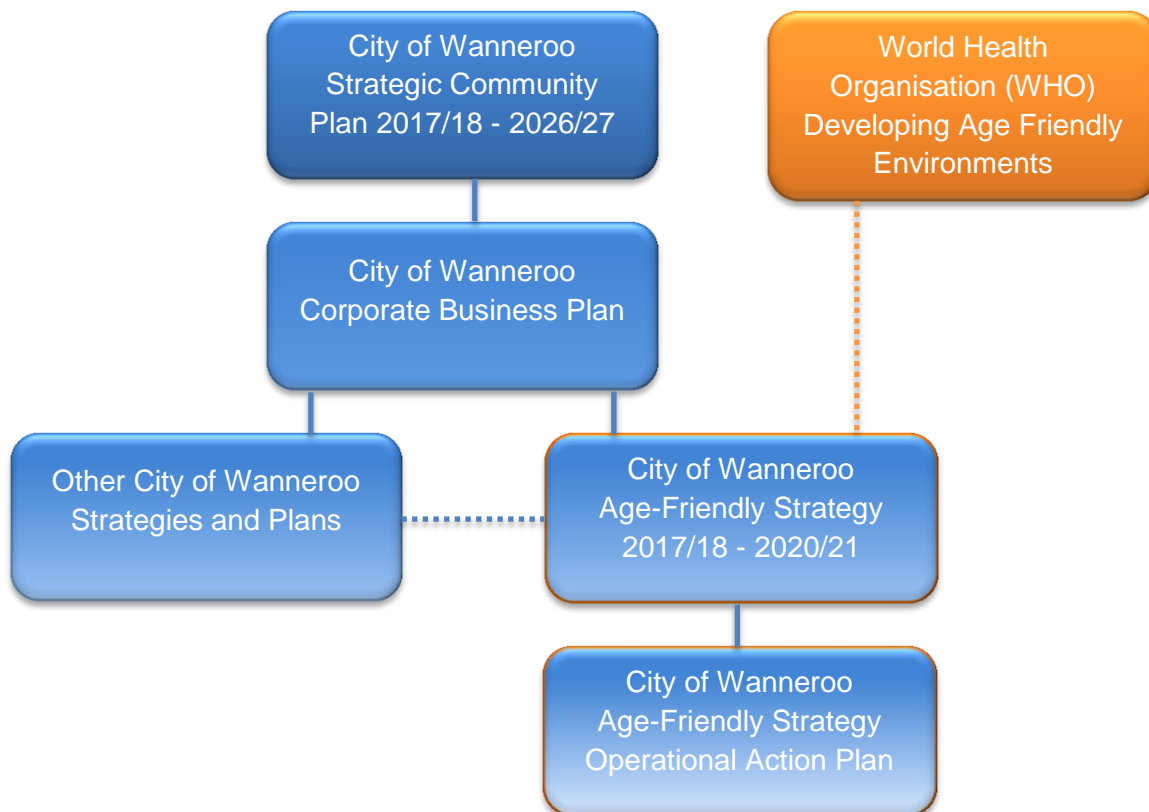 City of Wanneroo
Strategic Community
Plan 2017/18 - 2026/27
World Health
Organisation (WHO)
Developing Age Friendly
Environments
City of Wanneroo
Corporate Business Plan
Other City of Wanneroo
Strategies and Plans
City of Wanneroo
Age-Friendly Strategy
2017/18 - 2020/21
City of Wanneroo
Age-Friendly Strategy
Operational Action Plan